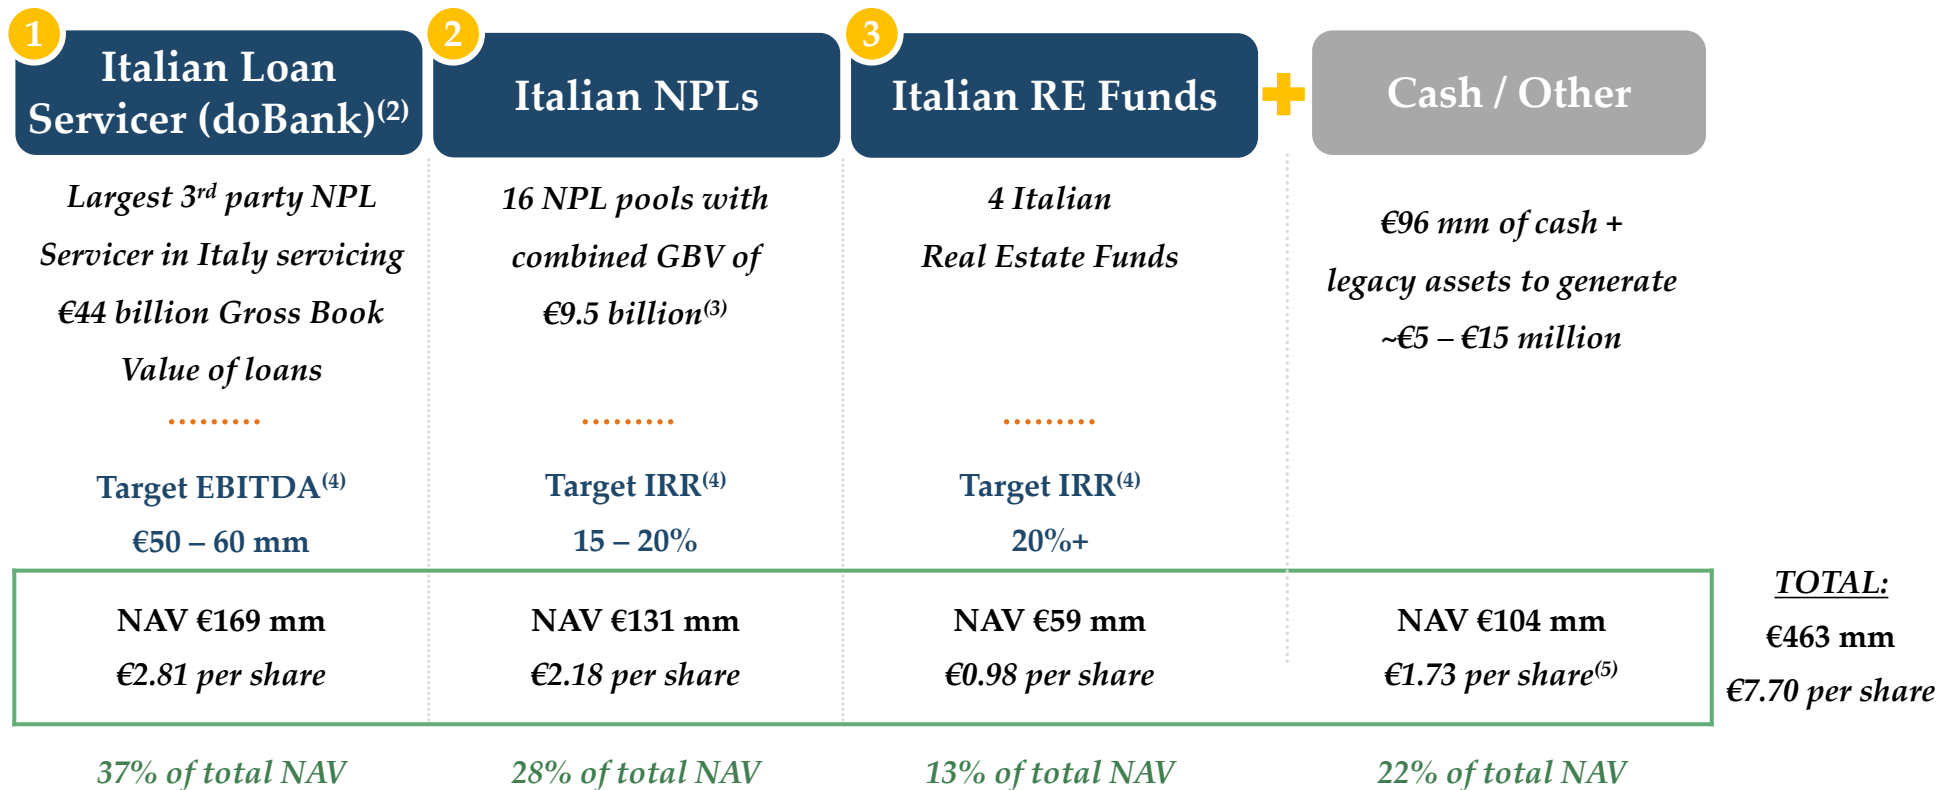 1
Italian Loan
Servicer (doBank)(2)
Largest 3rd party NPL
Servicer in Italy servicing
€44 billion Gross Book
Value of loans
Target EBITDA(4)
€50 – 60 mm
NAV €169 mm
€2.81 per share
37% of total NAV
2
Italian NPLs
16 NPL pools with
combined GBV of
€9.5 billion(3)
Target IRR(4)
15 – 20%
NAV €131 mm
€2.18 per share
28% of total NAV
3
Italian RE Funds
4 Italian
Real Estate Funds
Target IRR(4)
20%+
NAV €59 mm
€0.98 per share
13% of total NAV
Cash / Other
€96 mm of cash +
legacy assets to generate
~€5 – €15 million
NAV €104 mm
€1.73 per share(5)
22% of total NAV
TOTAL:
€463 mm
€7.70 per share